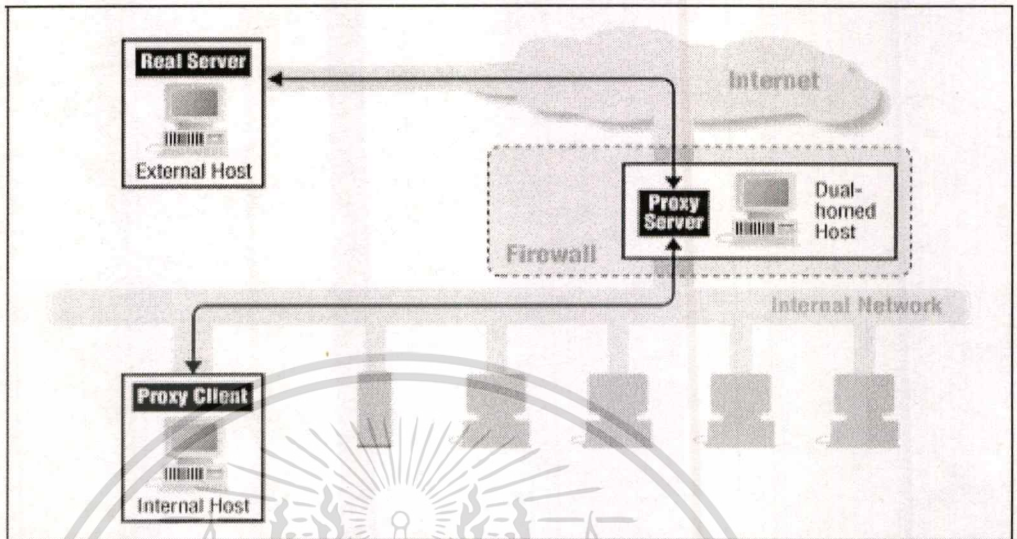 Real Server
External Host
Internet
Proxy
Server
Dual-
homed
Host
Firewall
Internal Network
Proxy Client
Internal Host